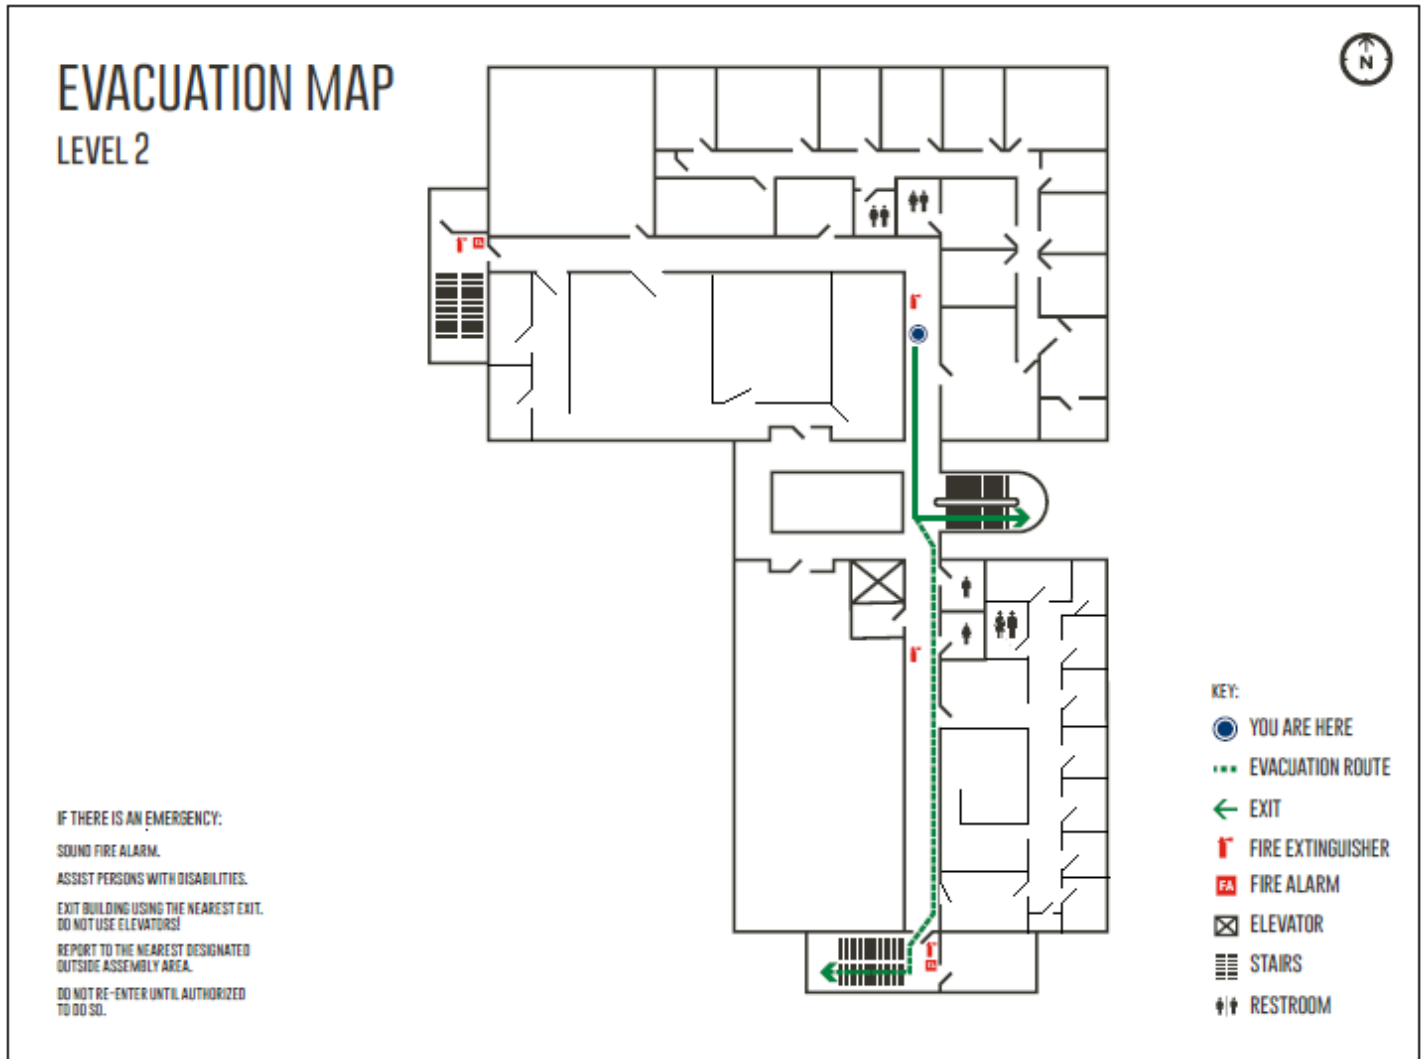 EVACUATION MAP
LEVEL 2
N
FA
FA
KEY:
YOU ARE HERE
EVACUATION ROUTE
EXIT
FIRE EXTINGUISHER
FA FIRE ALARM
ELEVATOR
STAIRS
RESTROOM
IF THERE IS AN EMERGENCY:
SOUND FIRE ALARM.
ASSIST PERSONS WITH DISABILITIES.
EXIT BUILDING USING THE NEAREST EXIT.
DO NOT USE ELEVATORS!
REPORT TO THE NEAREST DESIGNATED
OUTSIDE ASSEMBLY AREA.
DO NOT RE-ENTER UNTIL AUTHORIZED
TO DO SO.